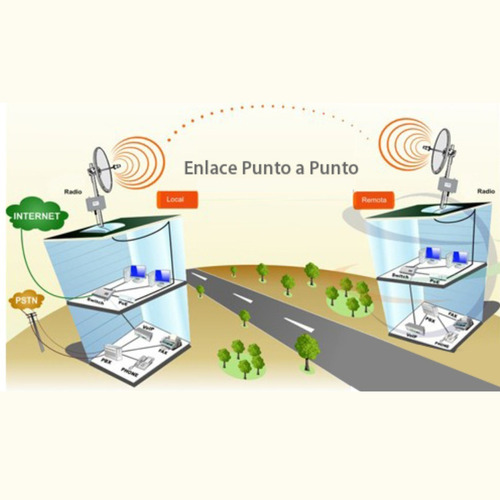 Enlace Punto a Punto
Radio
Local
INTERNET
Switch
PoE
PSTN
VoIP
PBX
FAX
PHONE
Radio
Remota
Switch
PoE
VoIP
FAX
PBX
PHONE